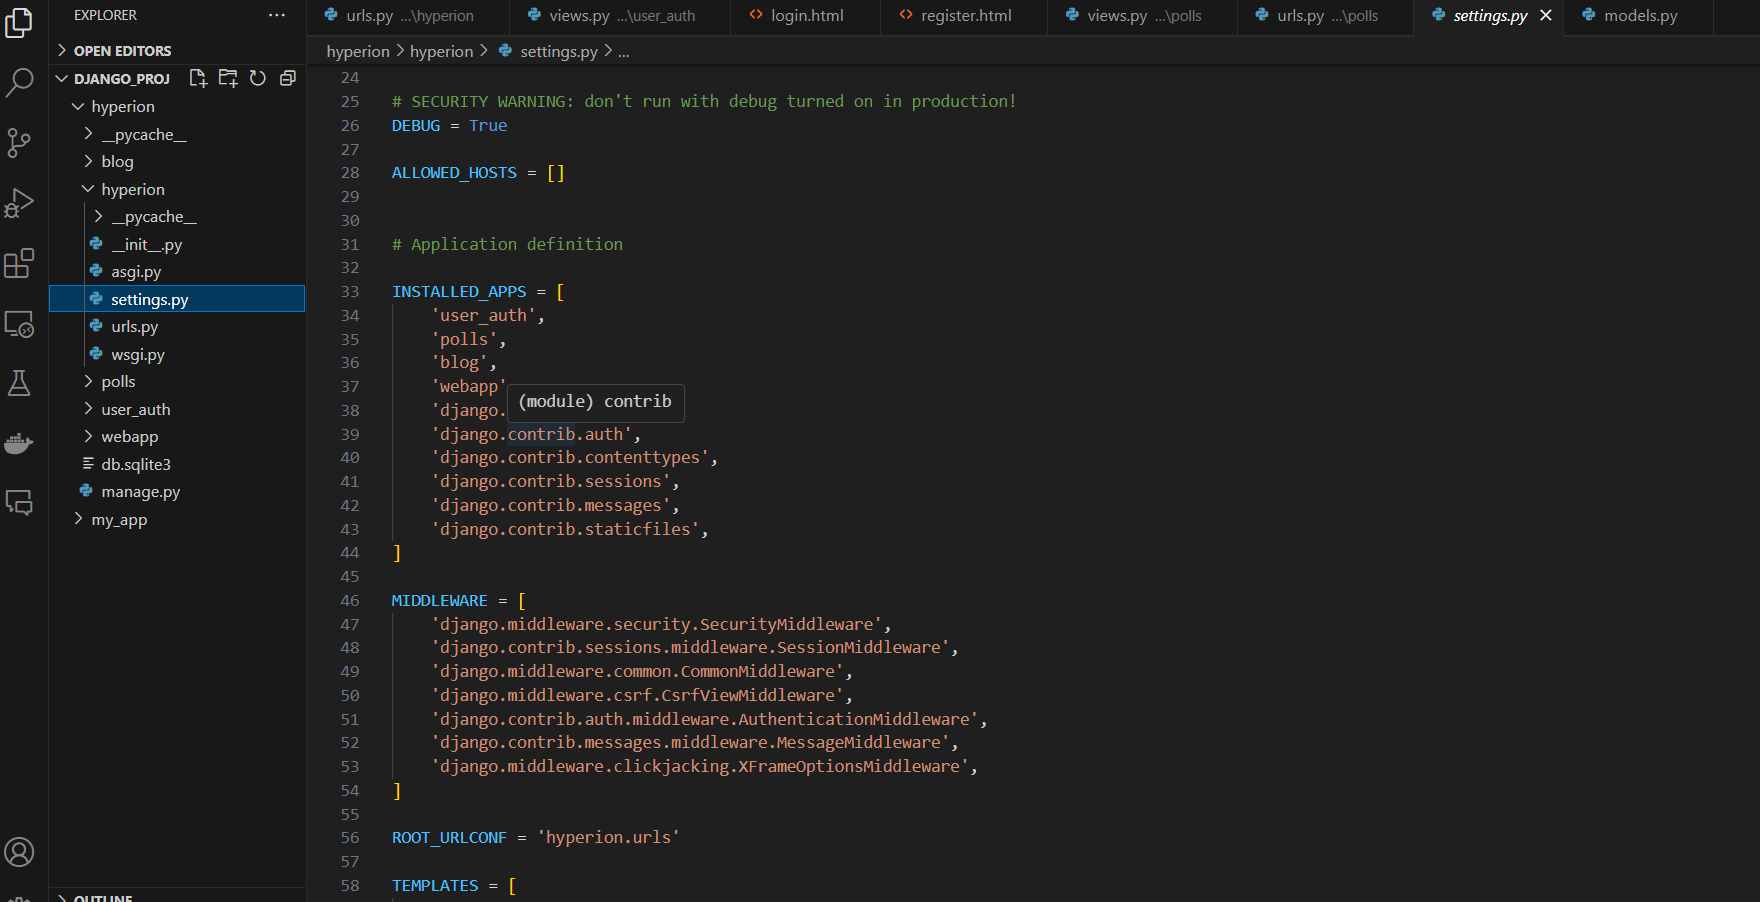 EXPLORER
OPEN EDITORS
DJANGO_PROJ
hyperion
__pycache__
blog
hyperion
__pycache__
__init__.py
asgi.py
settings.py
urls.py
wsgi.py
polls
user_auth
webapp
db.sqlite3
manage.py
my_app
OUTLINE
urls.py ...\hyperion
views.py ...\user_auth
login.html
register.html
views.py ...\polls
urls.py ...\polls
settings.py
models.py
hyperion > hyperion > settings.py > ...
24
25 # SECURITY WARNING: don't run with debug turned on in production!
26 DEBUG = True
27
28 ALLOWED_HOSTS = []
29
30
31 # Application definition
32
33 INSTALLED_APPS = [
34 'user_auth',
35 'polls',
36 'blog',
37 'webapp'
(module) contrib
38 'django.
39 'django.contrib.auth',
40 'django.contrib.contenttypes',
41 'django.contrib.sessions',
42 'django.contrib.messages',
43 'django.contrib.staticfiles',
44 ]
45
46 MIDDLEWARE = [
47 'django.middleware.security.SecurityMiddleware',
48 'django.contrib.sessions.middleware.SessionMiddleware',
49 'django.middleware.common.CommonMiddleware',
50 'django.middleware.csrf.CsrfViewMiddleware',
51 'django.contrib.auth.middleware.AuthenticationMiddleware',
52 'django.contrib.messages.middleware.MessageMiddleware',
53 'django.middleware.clickjacking.XFrameOptionsMiddleware',
54 ]
55
56 ROOT_URLCONF = 'hyperion.urls'
57
58 TEMPLATES = [